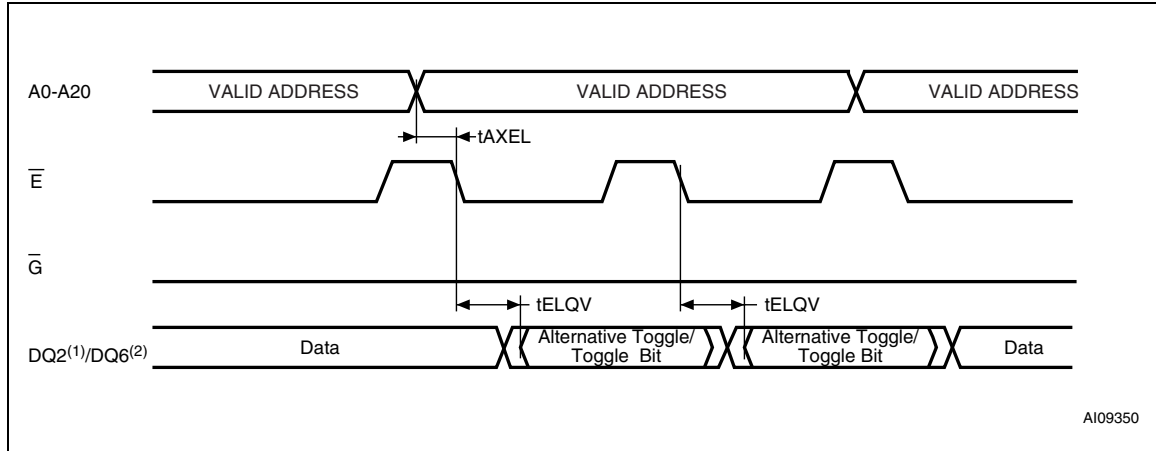 A0-A20 VALID ADDRESS VALID ADDRESS VALID ADDRESS
tAXEL
E̅
G̅
tELQV tELQV
DQ2(1)/DQ6(2) Data Alternative Toggle/ Toggle Bit Alternative Toggle/ Toggle Bit Data
AI09350